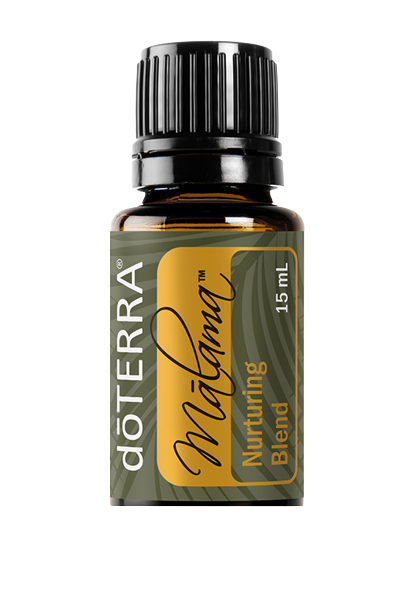 dōTERRA®
Mālama™
Nurturing
Blend
15 mL